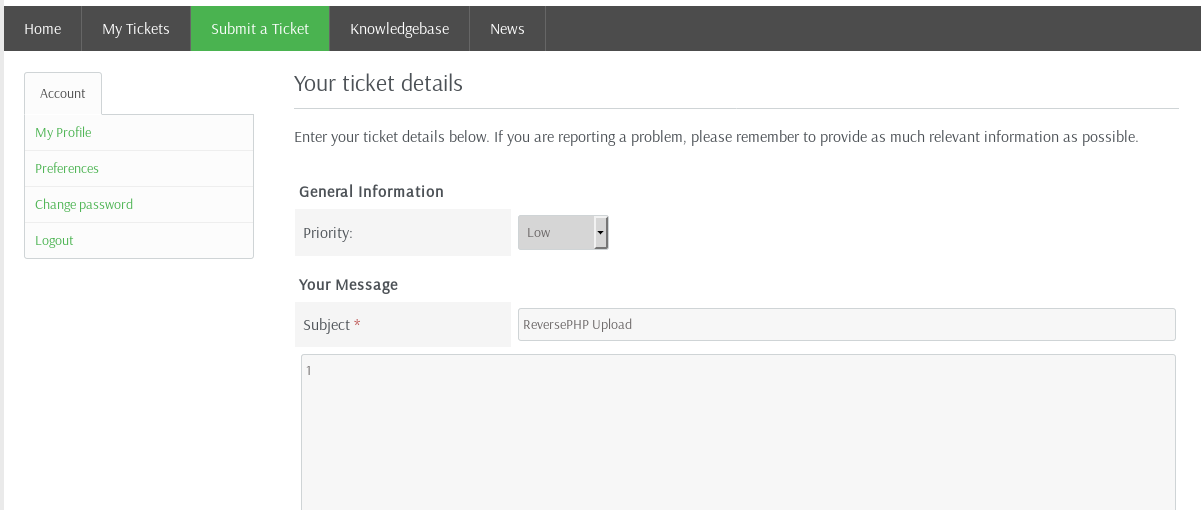 Home My Tickets Submit a Ticket Knowledgebase News
Account
My Profile
Preferences
Change password
Logout
Your ticket details
Enter your ticket details below. If you are reporting a problem, please remember to provide as much relevant information as possible.
General Information
Priority: Low
Your Message
Subject * ReversePHP Upload
1